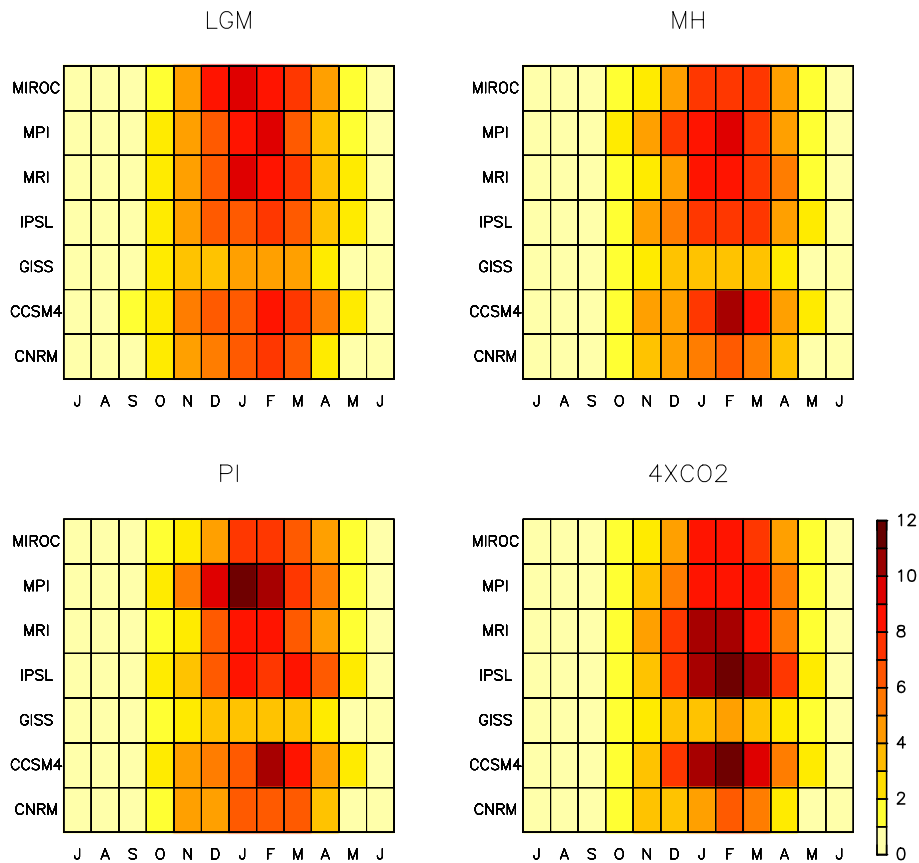 LGM
MH
MIROC
MPI
MRI
IPSL
GISS
CCSM4
CNRM
J A S O N D J F M A M J
MIROC
MPI
MRI
IPSL
GISS
CCSM4
CNRM
J A S O N D J F M A M J
PI
4XCO2
MIROC
MPI
MRI
IPSL
GISS
CCSM4
CNRM
J A S O N D J F M A M J
MIROC
MPI
MRI
IPSL
GISS
CCSM4
CNRM
J A S O N D J F M A M J
12
10
8
6
4
2
0